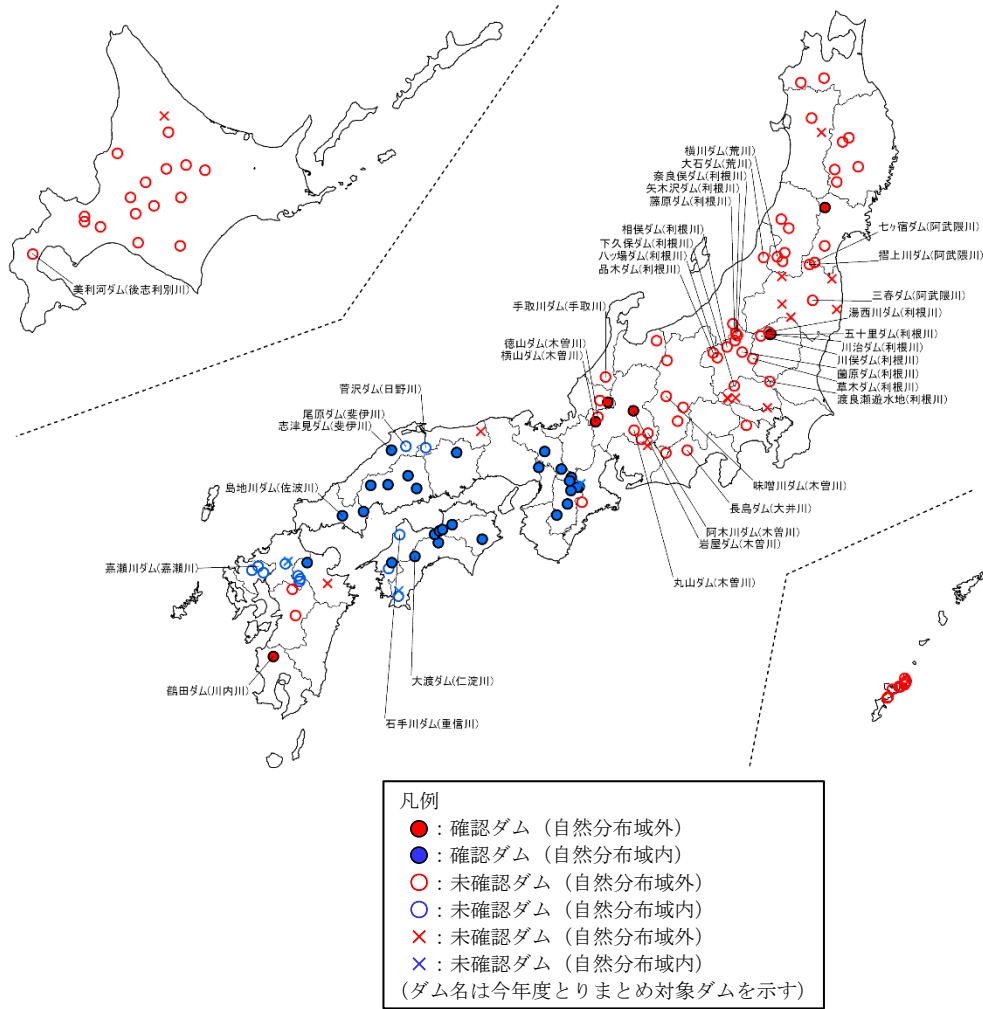 横川ダム(荒川)
大石ダム(荒川)
奈良俣ダム(利根川)
矢木沢ダム(利根川)
藤原ダム(利根川)
相俣ダム(利根川)
下久保ダム(利根川)
八ッ場ダム(利根川)
品木ダム(利根川)
七ヶ宿ダム(阿武隈川)
摺上川ダム(阿武隈川)
三春ダム(阿武隈川)
湯西川ダム(利根川)
五十里ダム(利根川)
川治ダム(利根川)
川俣ダム(利根川)
薗原ダム(利根川)
草木ダム(利根川)
渡良瀬遊水地(利根川)
美利河ダム(後志利別川)
手取川ダム(手取川)
徳山ダム(木曽川)
横山ダム(木曽川)
菅沢ダム(日野川)
尾原ダム(斐伊川)
志津見ダム(斐伊川)
島地川ダム(佐波川)
味噌川ダム(木曽川)
長島ダム(大井川)
阿木川ダム(木曽川)
岩屋ダム(木曽川)
丸山ダム(木曽川)
嘉瀬川ダム(嘉瀬川)
鶴田ダム(川内川)
大渡ダム(仁淀川)
石手川ダム(重信川)
凡例
：確認ダム（自然分布域外）
：確認ダム（自然分布域内）
：未確認ダム（自然分布域外）
：未確認ダム（自然分布域内）
：未確認ダム（自然分布域外）
：未確認ダム（自然分布域内）
(ダム名は今年度とりまとめ対象ダムを示す)